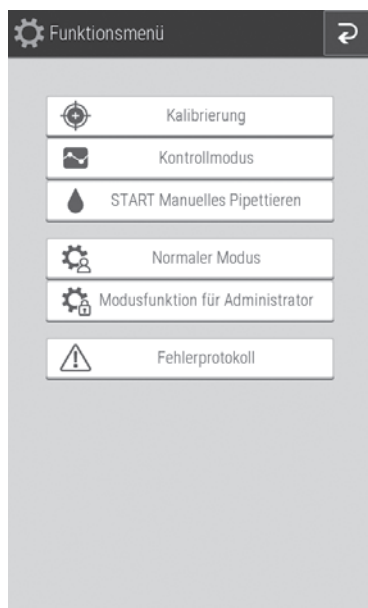 Funktionsmenü
Kalibrierung
Kontrollmodus
START Manuelles Pipettieren
Normaler Modus
Modusfunktion für Administrator
Fehlerprotokoll